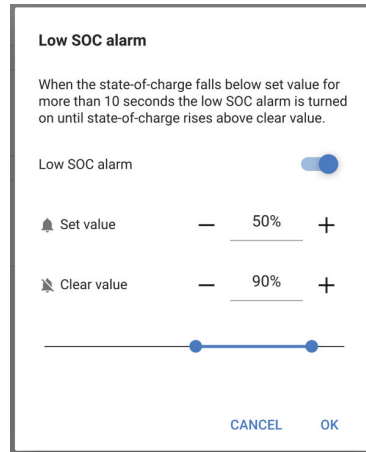 Low SOC alarm
When the state-of-charge falls below set value for
more than 10 seconds the low SOC alarm is turned
on until state-of-charge rises above clear value.
Low SOC alarm
Set value — 50% +
Clear value — 90% +
CANCEL OK